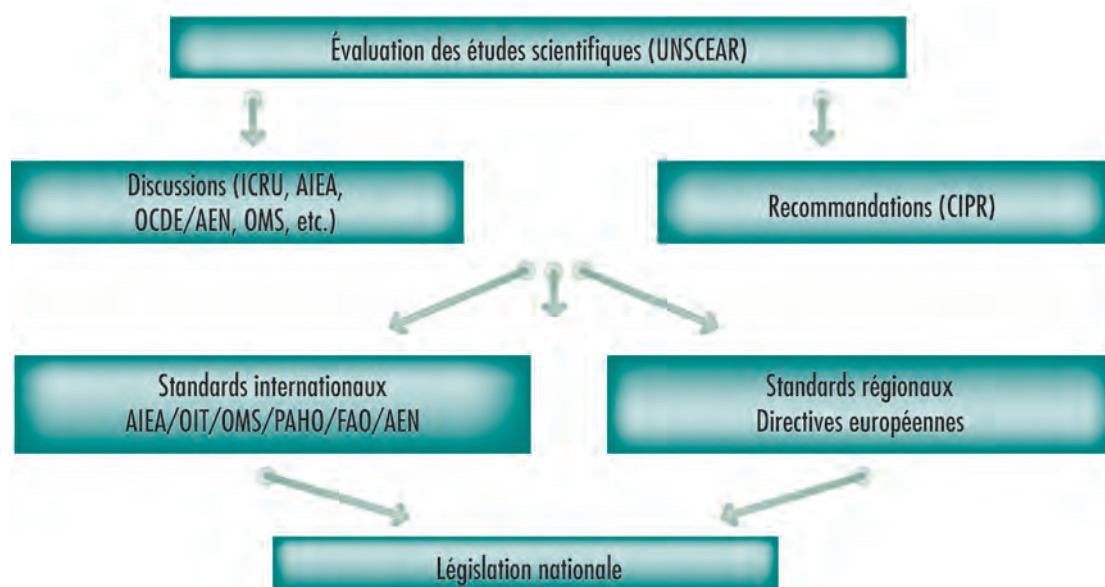 Évaluation des études scientifiques (UNSCEAR)
Discussions (ICRU, AIEA,
OCDE/AEN, OMS, etc.)
Recommandations (CIPR)
Standards internationaux
AIEA/OIT/OMS/PAHO/FAO/AEN
Standards régionaux
Directives européennes
Législation nationale